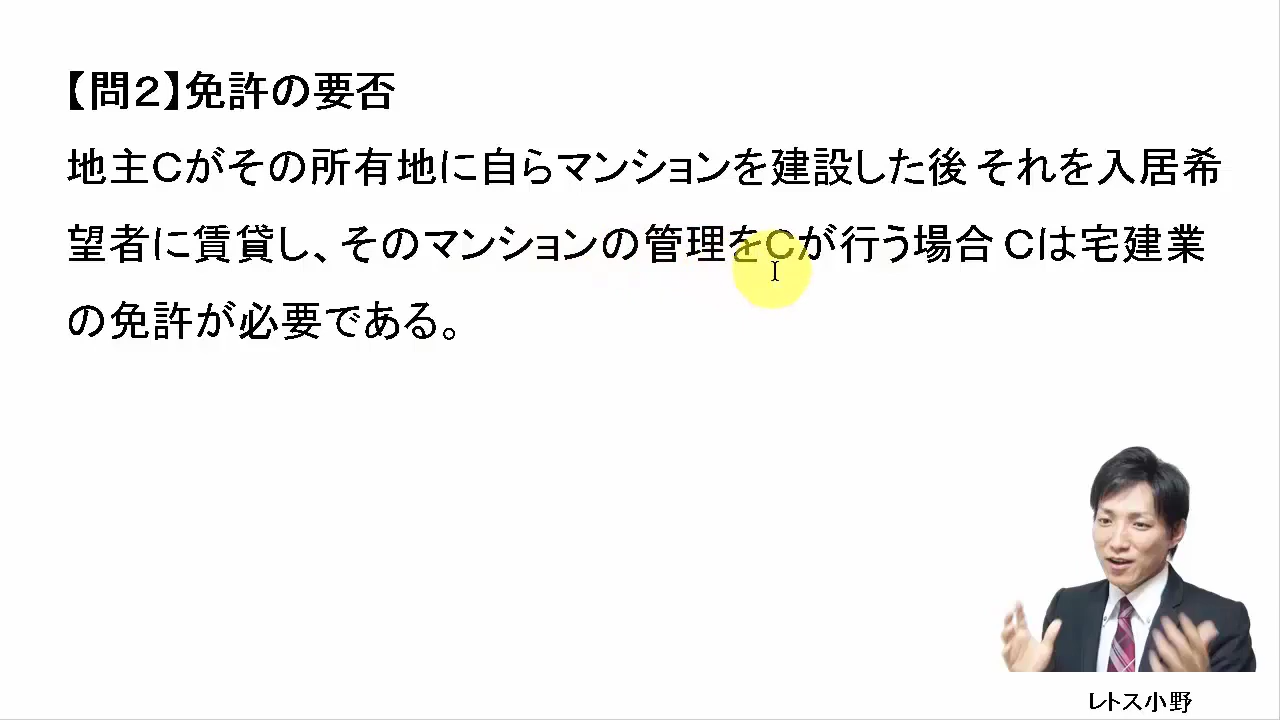 【問２】免許の要否
地主Ｃがその所有地に自らマンションを建設した後 それを入居希
望者に賃貸し、そのマンションの管理をＣが行う場合 Ｃは宅建業
の免許が必要である。
レトス小野